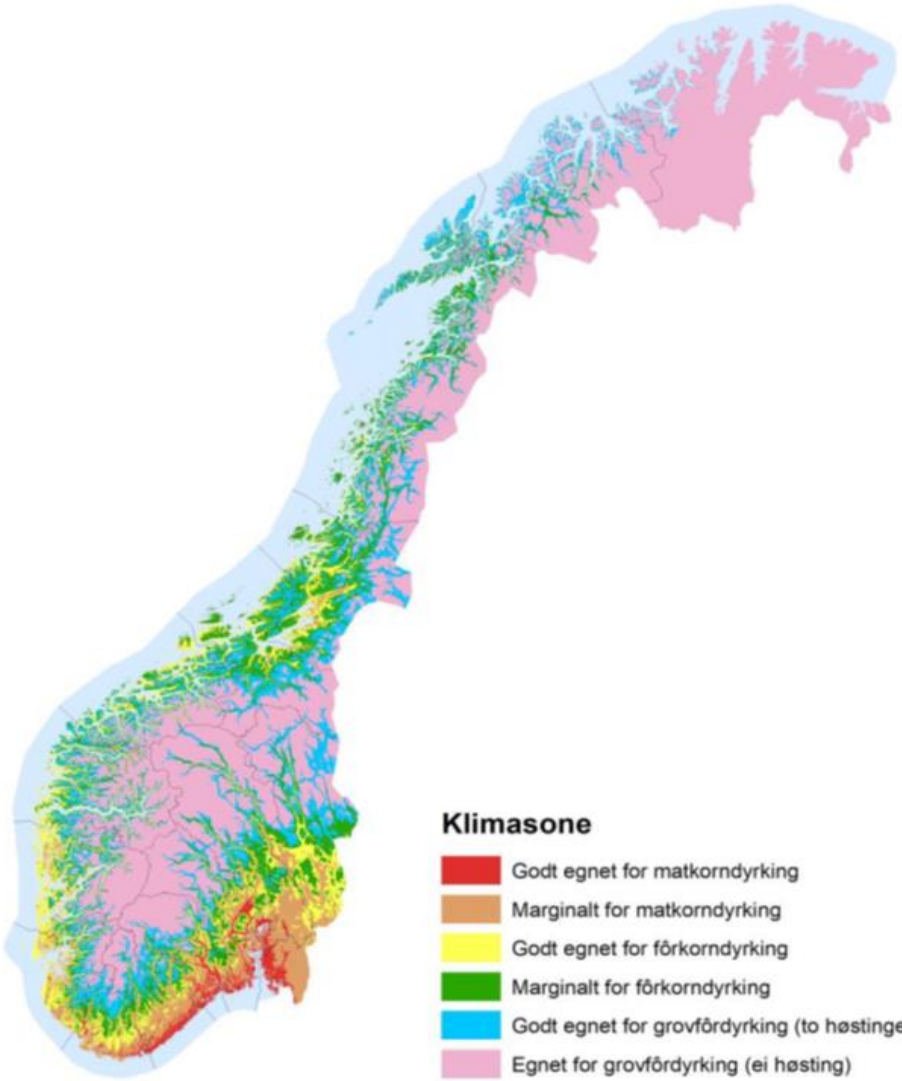 Klimasone
Godt egnet for matkorndyrking
Marginalt for matkorndyrking
Godt egnet for fôrkorndyrking
Marginalt for fôrkorndyrking
Godt egnet for grovfôrdyrking (to høstinge
Egnet for grovfôrdyrking (ei høsting)